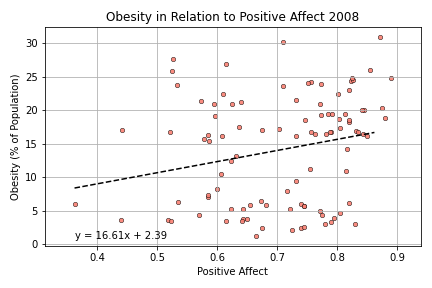 Obesity in Relation to Positive Affect 2008
Obesity (% of Population)
30
25
20
15
10
5
0
y = 16.61x + 2.39
0.4 0.5 0.6 0.7 0.8 0.9
Positive Affect